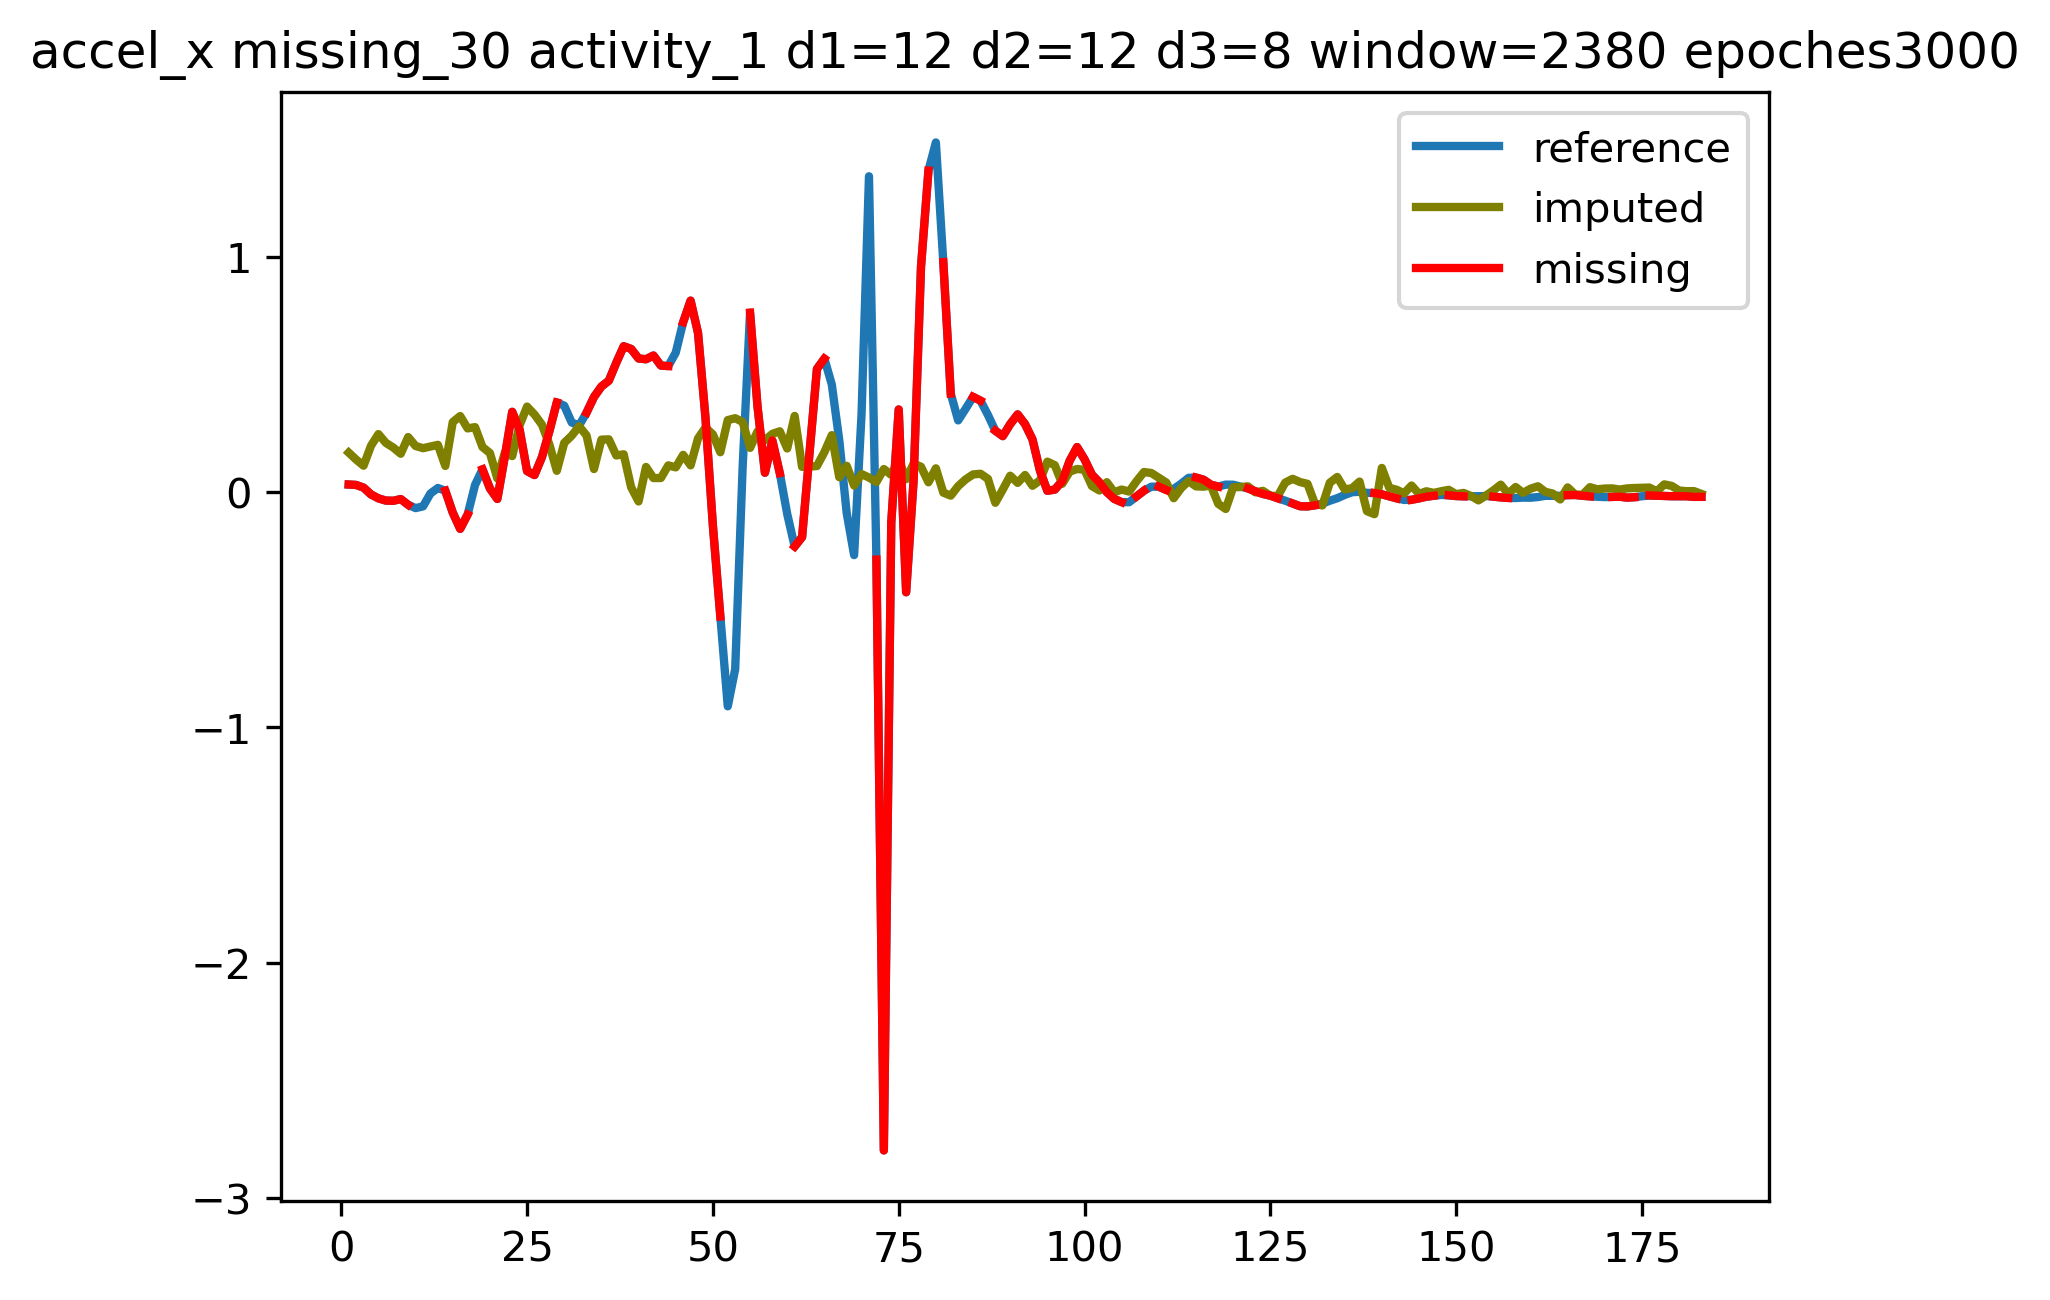 accel_x missing_30 activity_1 d1=12 d2=12 d3=8 window=2380 epoches3000
reference
imputed
missing
1
0
−1
−2
−3
0 25 50 75 100 125 150 175